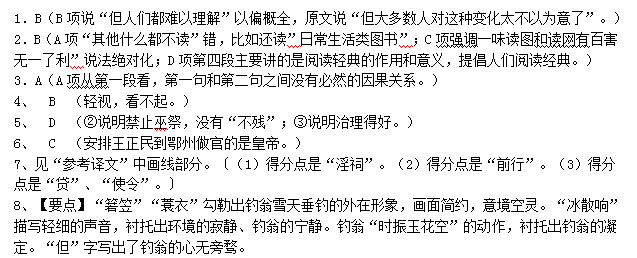 1．B（B项说“但人们都难以理解”以偏概全，原文说“但大多数人对这种变化太不以为意了”。）
2．B（A项“其他什么都不读”错，比如还读”日常生活类图书”；C项强调一味读图和读网有百害
无一了利”说法绝对化；D项第四段主要讲的是阅读经典的作用和意义，提倡人们阅读经典。）
3．A（A项从第一段看，第一句和第二句之间没有必然的因果关系。）
4、 B （轻视，看不起。）
5、 D （②说明禁止巫祭，没有“不残”；③说明治理得好。）
6、 C （安排王正民到鄂州做官的是皇帝。）
7、见“参考译文”中画线部分。〔（1）得分点是“淫祠”。（2）得分点是“前行”。（3）得分
点是“贷”、“使令”。〕
8、【要点】“箬笠”“蓑衣”勾勒出钓翁雪天垂钓的外在形象，画面简约，意境空灵。“冰散响”
描写轻细的声音，衬托出环境的寂静、钓翁的宁静。钓翁“时振玉花空”的动作，衬托出钓翁的凝
定。“但”字写出了钓翁的心无旁骛。